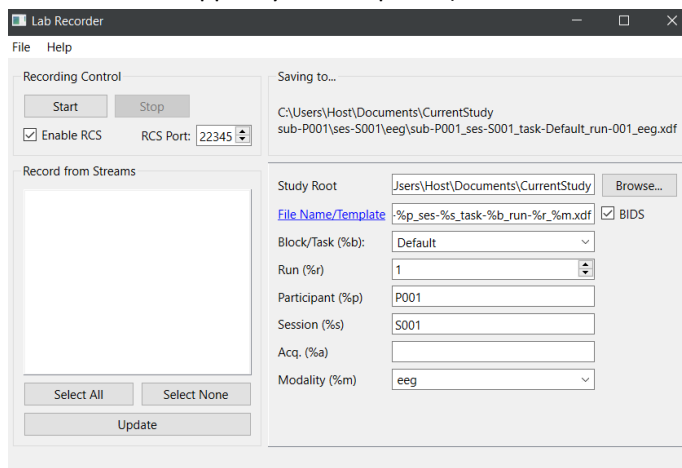 Lab Recorder
File Help
Recording Control
Start Stop
Enable RCS RCS Port: 22345
Saving to...
C:\Users\Host\Documents\CurrentStudy
sub-P001\ses-S001\eeg\sub-P001_ses-S001_task-Default_run-001_eeg.xdf
Record from Streams
Select All Select None
Update
Study Root Jsers\Host\Documents\CurrentStudy Browse...
File Name/Template -%p_ses-%s_task-%b_run-%r_%m.xdf BIDS
Block/Task (%b): Default
Run (%r) 1
Participant (%p) P001
Session (%s) S001
Acq. (%a)
Modality (%m) eeg